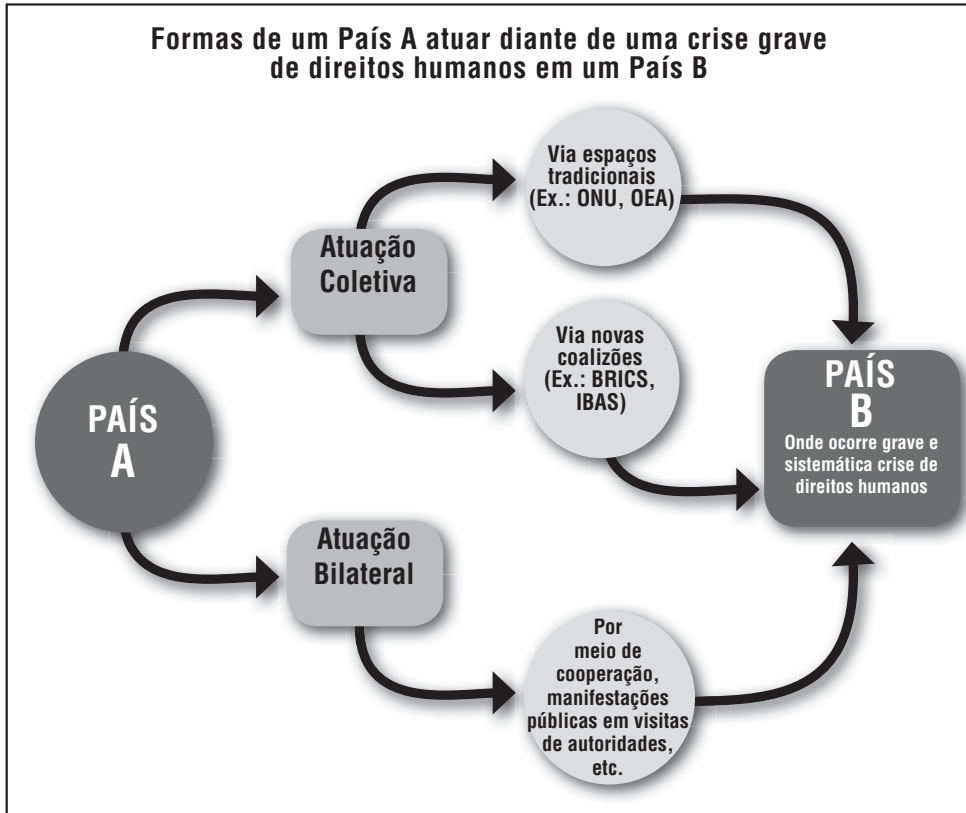 Formas de um País A atuar diante de uma crise grave
de direitos humanos em um País B
Via espaços
tradicionais
(Ex.: ONU, OEA)
Atuação
Coletiva
Via novas
coalizões
(Ex.: BRICS,
IBAS)
PAÍS
A
PAÍS
B
Onde ocorre grave e
sistemática crise de
direitos humanos
Atuação
Bilateral
Por
meio de
cooperação,
manifestações
públicas em visitas
de autoridades,
etc.